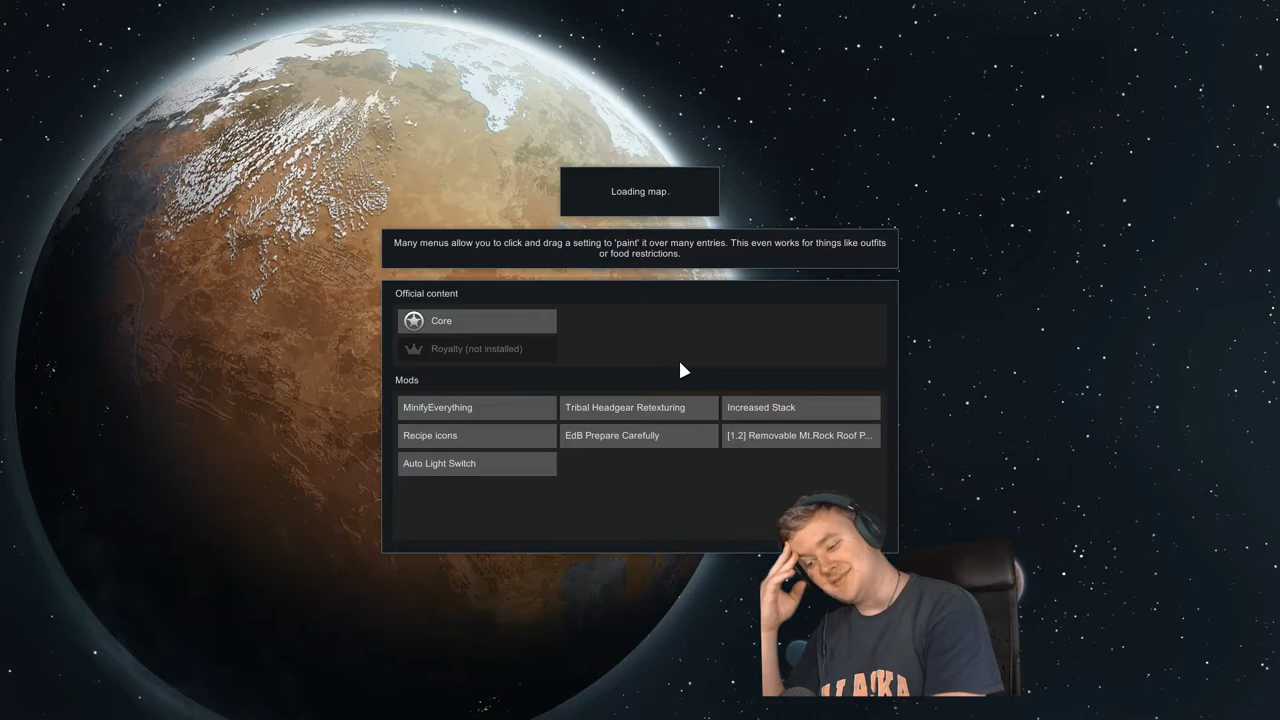 Loading map.
Many menus allow you to click and drag a setting to 'paint' it over many entries. This even works for things like outfits
or food restrictions.
Official content
Core
Royalty (not installed)
Mods
MinifyEverything
Tribal Headgear Retexturing
Increased Stack
Recipe icons
EdB Prepare Carefully
[1.2] Removable Mt.Rock Roof P...
Auto Light Switch